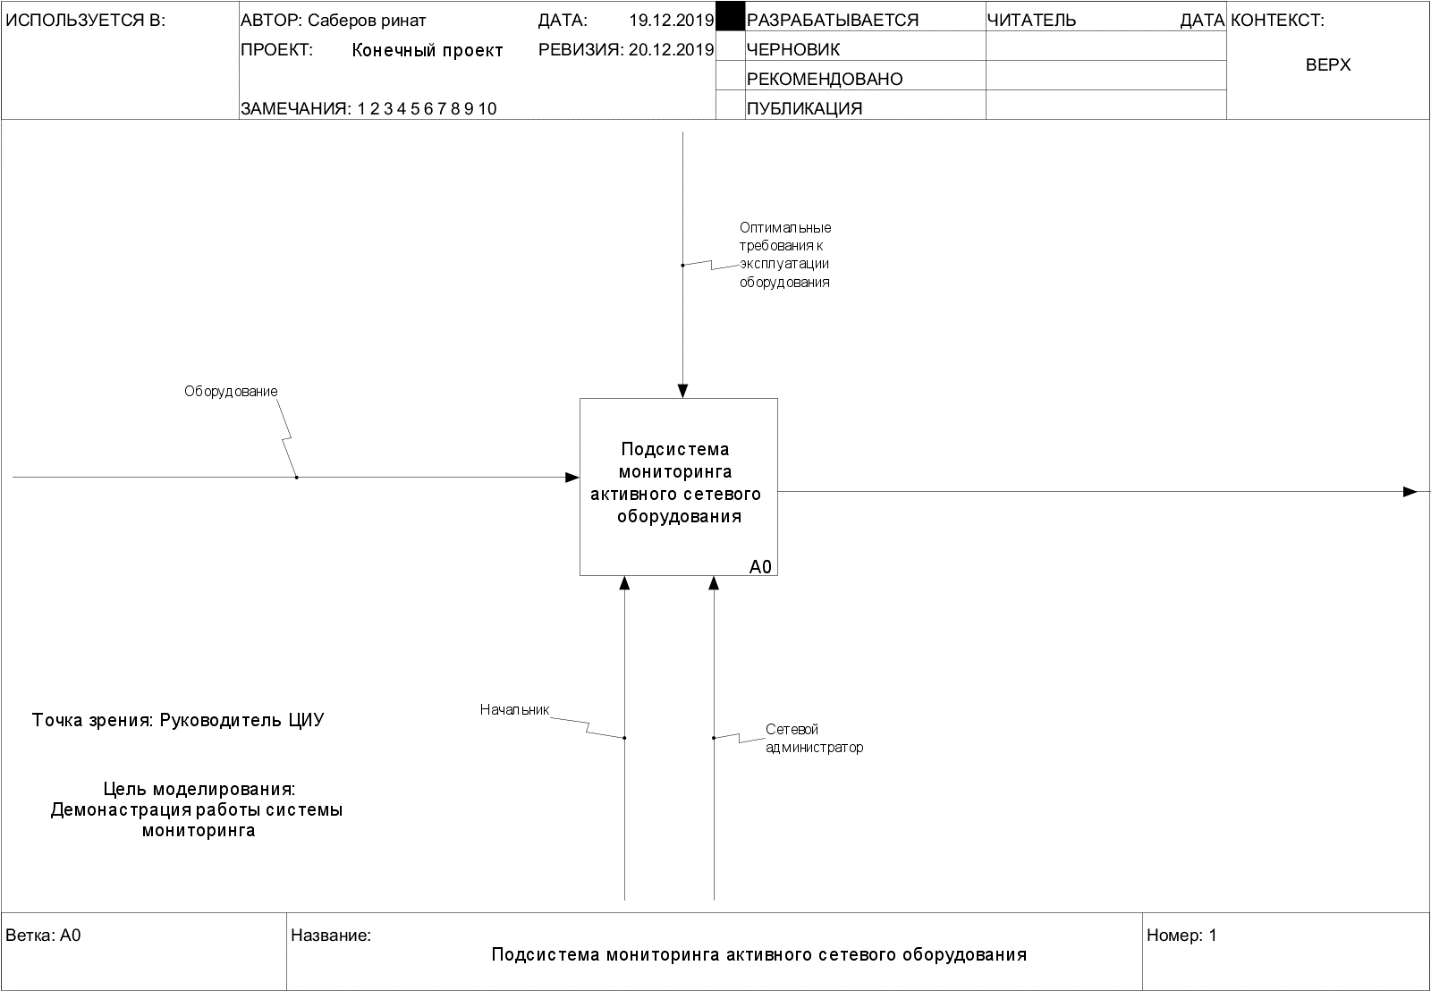 ИСПОЛЬЗУЕТСЯ В:
АВТОР: Саберов ринат
ДАТА: 19.12.2019
ПРОЕКТ: Конечный проект
РЕВИЗИЯ: 20.12.2019
ЗАМЕЧАНИЯ: 1 2 3 4 5 6 7 8 9 10
РАЗРАБАТЫВАЕТСЯ
ЧЕРНОВИК
РЕКОМЕНДОВАНО
ПУБЛИКАЦИЯ
ЧИТАТЕЛЬ
ДАТА
КОНТЕКСТ:
ВЕРХ
Оптимальные
требования к
эксплуатации
оборудования
Оборудование
Подсистема
мониторинга
активного сетевого
оборудования
A0
Начальник
Сетевой
администратор
Точка зрения: Руководитель ЦИУ
Цель моделирования:
Демонастрация работы системы
мониторинга
Ветка: A0
Название:
Подсистема мониторинга активного сетевого оборудования
Номер: 1